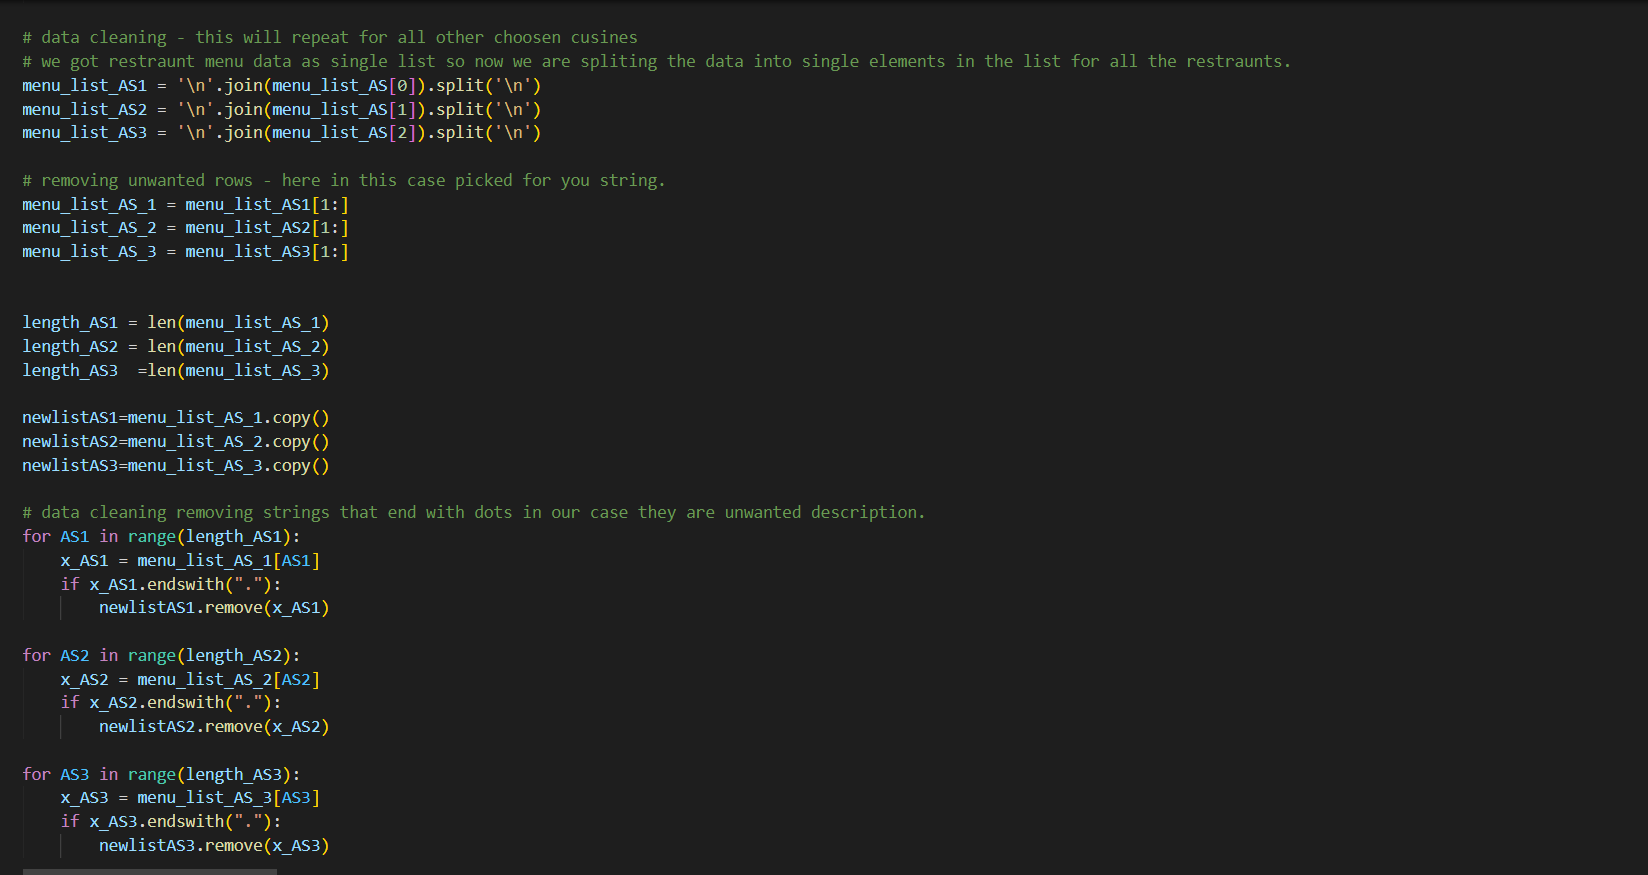 # data cleaning - this will repeat for all other choosen cusines
# we got restraunt menu data as single list so now we are spliting the data into single elements in the list for all the restraunts.
menu_list_AS1 = '\n'.join(menu_list_AS[0]).split('\n')
menu_list_AS2 = '\n'.join(menu_list_AS[1]).split('\n')
menu_list_AS3 = '\n'.join(menu_list_AS[2]).split('\n')
# removing unwanted rows - here in this case picked for you string.
menu_list_AS_1 = menu_list_AS1[1:]
menu_list_AS_2 = menu_list_AS2[1:]
menu_list_AS_3 = menu_list_AS3[1:]
length_AS1 = len(menu_list_AS_1)
length_AS2 = len(menu_list_AS_2)
length_AS3  =len(menu_list_AS_3)
newlistAS1=menu_list_AS_1.copy()
newlistAS2=menu_list_AS_2.copy()
newlistAS3=menu_list_AS_3.copy()
# data cleaning removing strings that end with dots in our case they are unwanted description.
for AS1 in range(length_AS1):
    x_AS1 = menu_list_AS_1[AS1]
    if x_AS1.endswith("."):
        newlistAS1.remove(x_AS1)
for AS2 in range(length_AS2):
    x_AS2 = menu_list_AS_2[AS2]
    if x_AS2.endswith("."):
        newlistAS2.remove(x_AS2)
for AS3 in range(length_AS3):
    x_AS3 = menu_list_AS_3[AS3]
    if x_AS3.endswith("."):
        newlistAS3.remove(x_AS3)